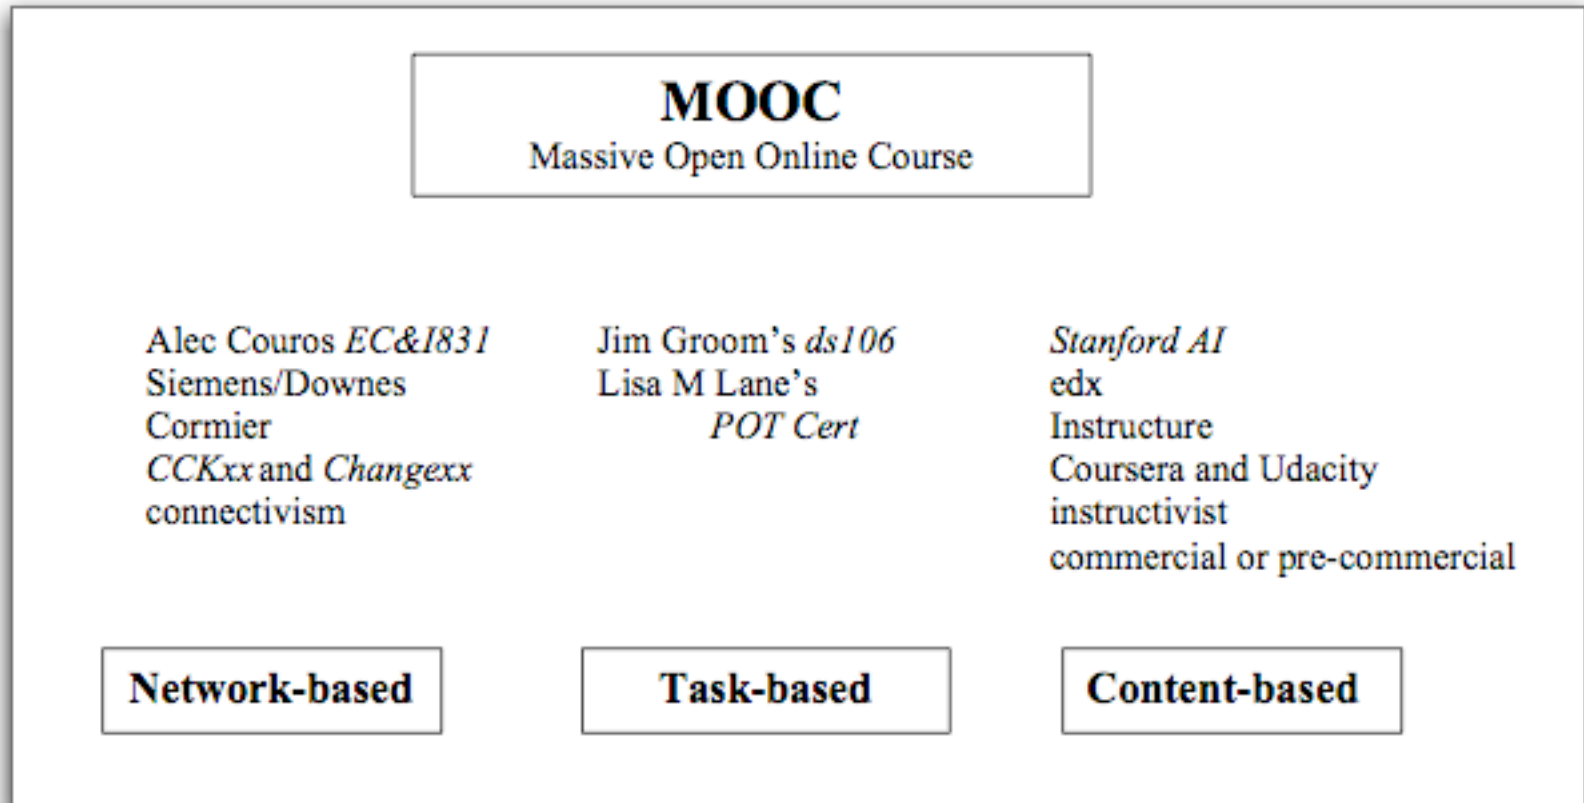 MOOC
Massive Open Online Course
Alec Couros EC&I831
Siemens/Downes
Cormier
CCKxx and Changexx
connectivism
Jim Groom's ds106
Lisa M Lane's
POT Cert
Stanford AI
edx
Instructure
Coursera and Udacity
instructivist
commercial or pre-commercial
Network-based
Task-based
Content-based